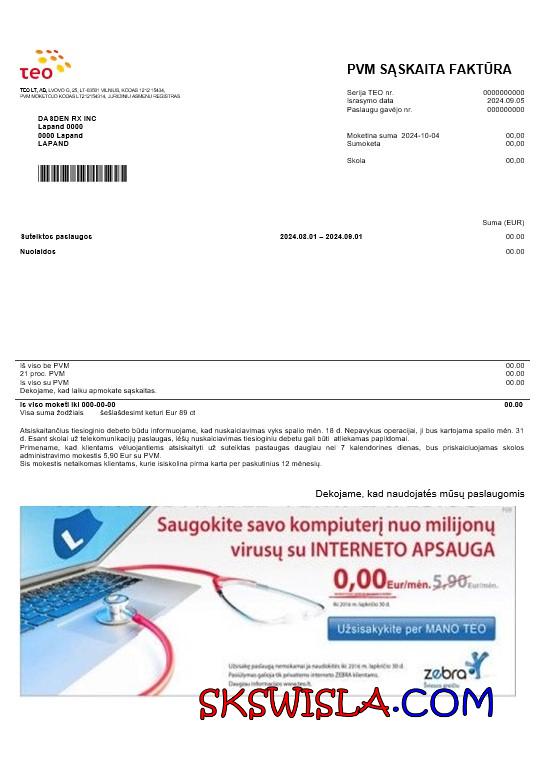 teo
PVM SĄSKAITA FAKTŪRA
TEO LT, AB, LVOVO G. 25, LT-03501 VILNIUS, KODAS 1212 15434,
PVM MOKETOJO KODAS LT212154314, JURIDINIU ASMENU REGISTRAS
Serija TEO nr. 0000000000
Israsymo data 2024.09.05
Paslaugu gavėjo nr. 000000000
DASDEN RX INC
Lapand 0000
0000 Lapand
LAPAND
Moketina suma 2024-10-04 00,00
Sumoketa 00,00
Skola 00,00
Suma (EUR)
Suteiktos paslaugos 2024.08.01 – 2024.09.01 00.00
Nuolaidos 00.00
Iš viso be PVM 00.00
21 proc. PVM 00.00
Is viso su PVM 00.00
Dekojame, kad laiku apmokate sąskaitas.
Is viso moketi iki 000-00-00 00.00
Visa suma žodžiais šešlašdesimt keturi Eur 89 ct
Atsiskaitančius tiesioginio debeto būdu informuojame, kad nuskaiciavimas vyks spalio mėn. 18 d. Nepavykus operacijai, ji bus kartojama spalio mėn. 31
d. Esant skolai už telekomunikacijų paslaugas, lėšų nuskaiciavimas tiesioginiu debetu gali būti atliekamas papildomai.
Primename, kad klientams vėluojantiems atsiskaityti už suteiktas paslaugas daugiau nei 7 kalendorines dienas, bus priskaiciuojamas skolos
administravimo mokestis 5,90 Eur su PVM.
Sis mokestis netaikomas klientams, kurie isiskolina pirma karta per paskutinius 12 mėnesių.
Dekojame, kad naudojatės mūsų paslaugomis
Saugokite savo kompiuterį nuo milijonų
virusų su INTERNETO APSAUGA
0,00 Eur/mėn. 5,90 Eur/mėn.
iki 2016 m. lapkričio 30 d.
Užsisakykite per MANO TEO
Užsisakę paslaugą nemokamai ja naudokitės iki 2016 m. lapkričio 30 d.
Pasiūlymas galioja tik privatiems interneto ZEBRA klientams.
Daugiau informacijos www.teo.lt.
zebra
Šviesos greičiu
SKSWISLA.COM